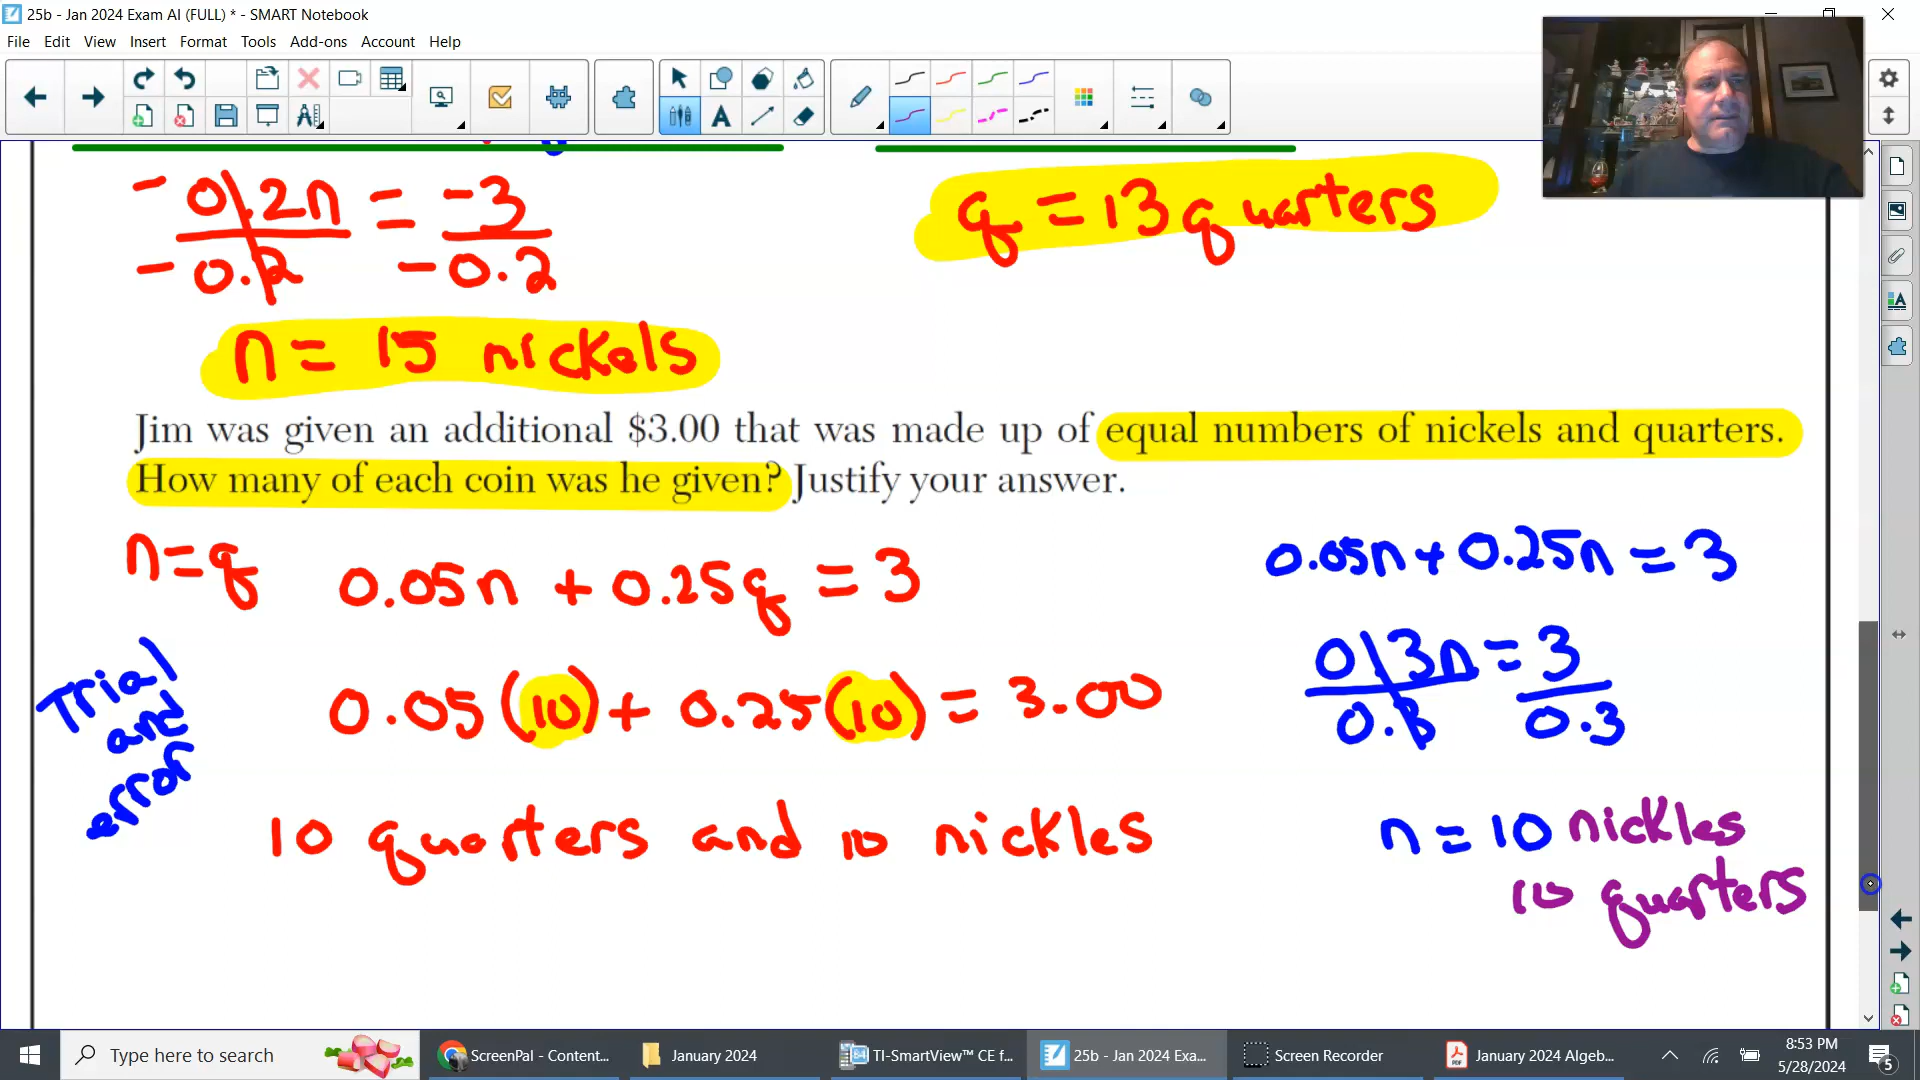 25b - Jan 2024 Exam AI (FULL) * - SMART Notebook
File Edit View Insert Format Tools Add-ons Account Help
- 0.2n = -3
- 0.2 - 0.2
q = 13 quarters
n = 15 nickels
Jim was given an additional $3.00 that was made up of equal numbers of nickels and quarters.
How many of each coin was he given? Justify your answer.
n = q
0.05n + 0.25q = 3
0.05n + 0.25n = 3
Trial
and
error
0.05(10) + 0.25(10) = 3.00
0.3n = 3
0.3 0.3
10 quarters and 10 nickles
n = 10 nickles
10 quarters
Type here to search
ScreenPal - Content...
January 2024
TI-SmartView™ CE f...
25b - Jan 2024 Exa...
Screen Recorder
January 2024 Algeb...
8:53 PM
5/28/2024
5